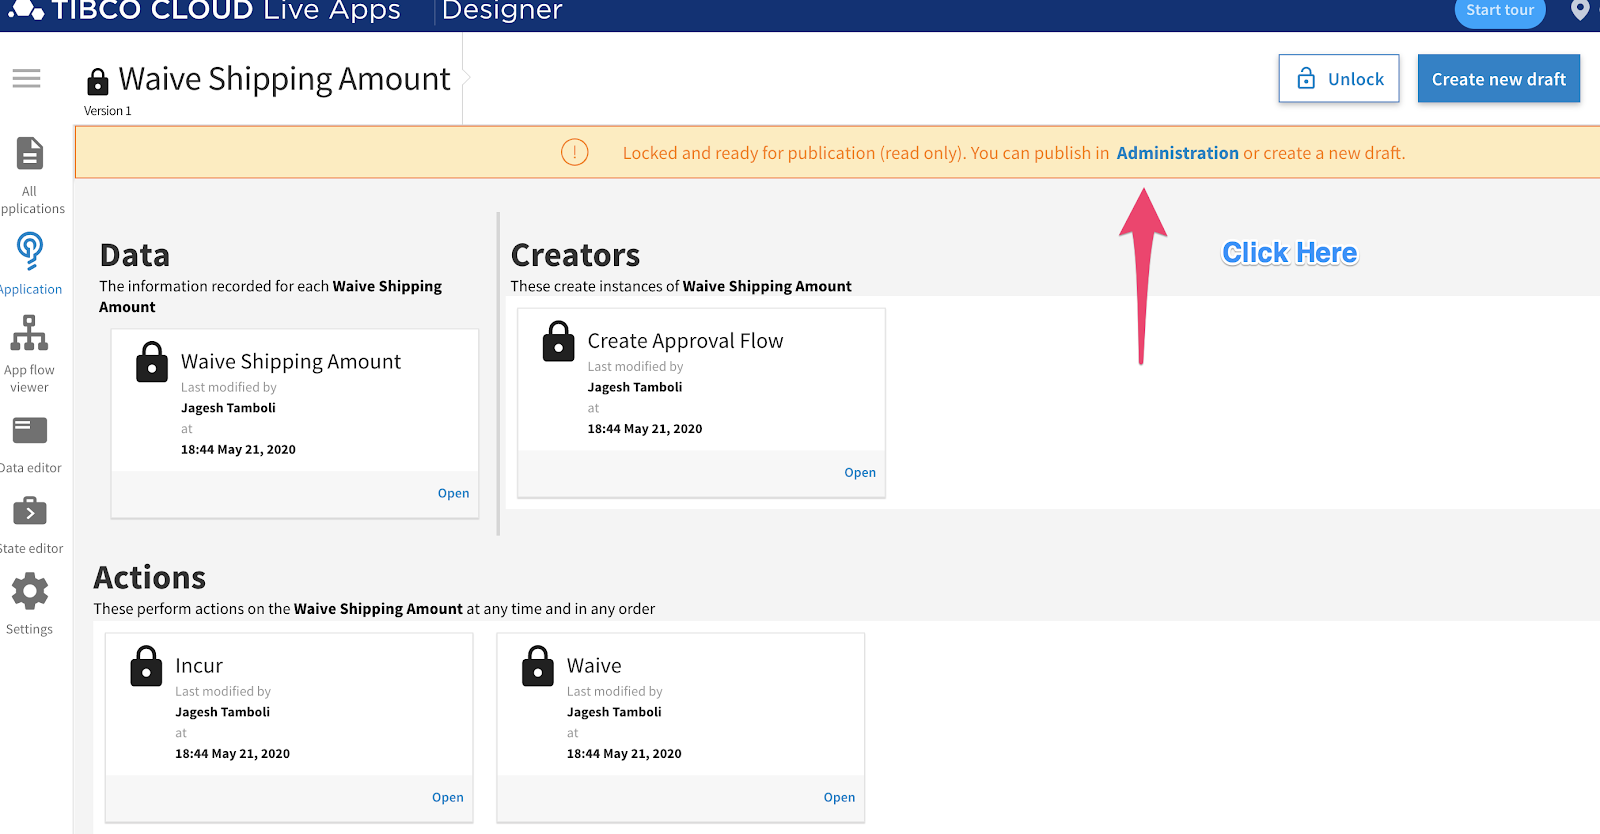 TIBCO CLOUD Live Apps Designer
Start tour
Waive Shipping Amount
Version 1
Unlock
Create new draft
Locked and ready for publication (read only). You can publish in Administration or create a new draft.
All
pplications
Application
App flow
viewer
Data editor
State editor
Settings
Data
The information recorded for each Waive Shipping
Amount
Waive Shipping Amount
Last modified by
Jagesh Tamboli
at
18:44 May 21, 2020
Open
Creators
These create instances of Waive Shipping Amount
Create Approval Flow
Last modified by
Jagesh Tamboli
at
18:44 May 21, 2020
Open
Click Here
Actions
These perform actions on the Waive Shipping Amount at any time and in any order
Incur
Last modified by
Jagesh Tamboli
at
18:44 May 21, 2020
Open
Waive
Last modified by
Jagesh Tamboli
at
18:44 May 21, 2020
Open